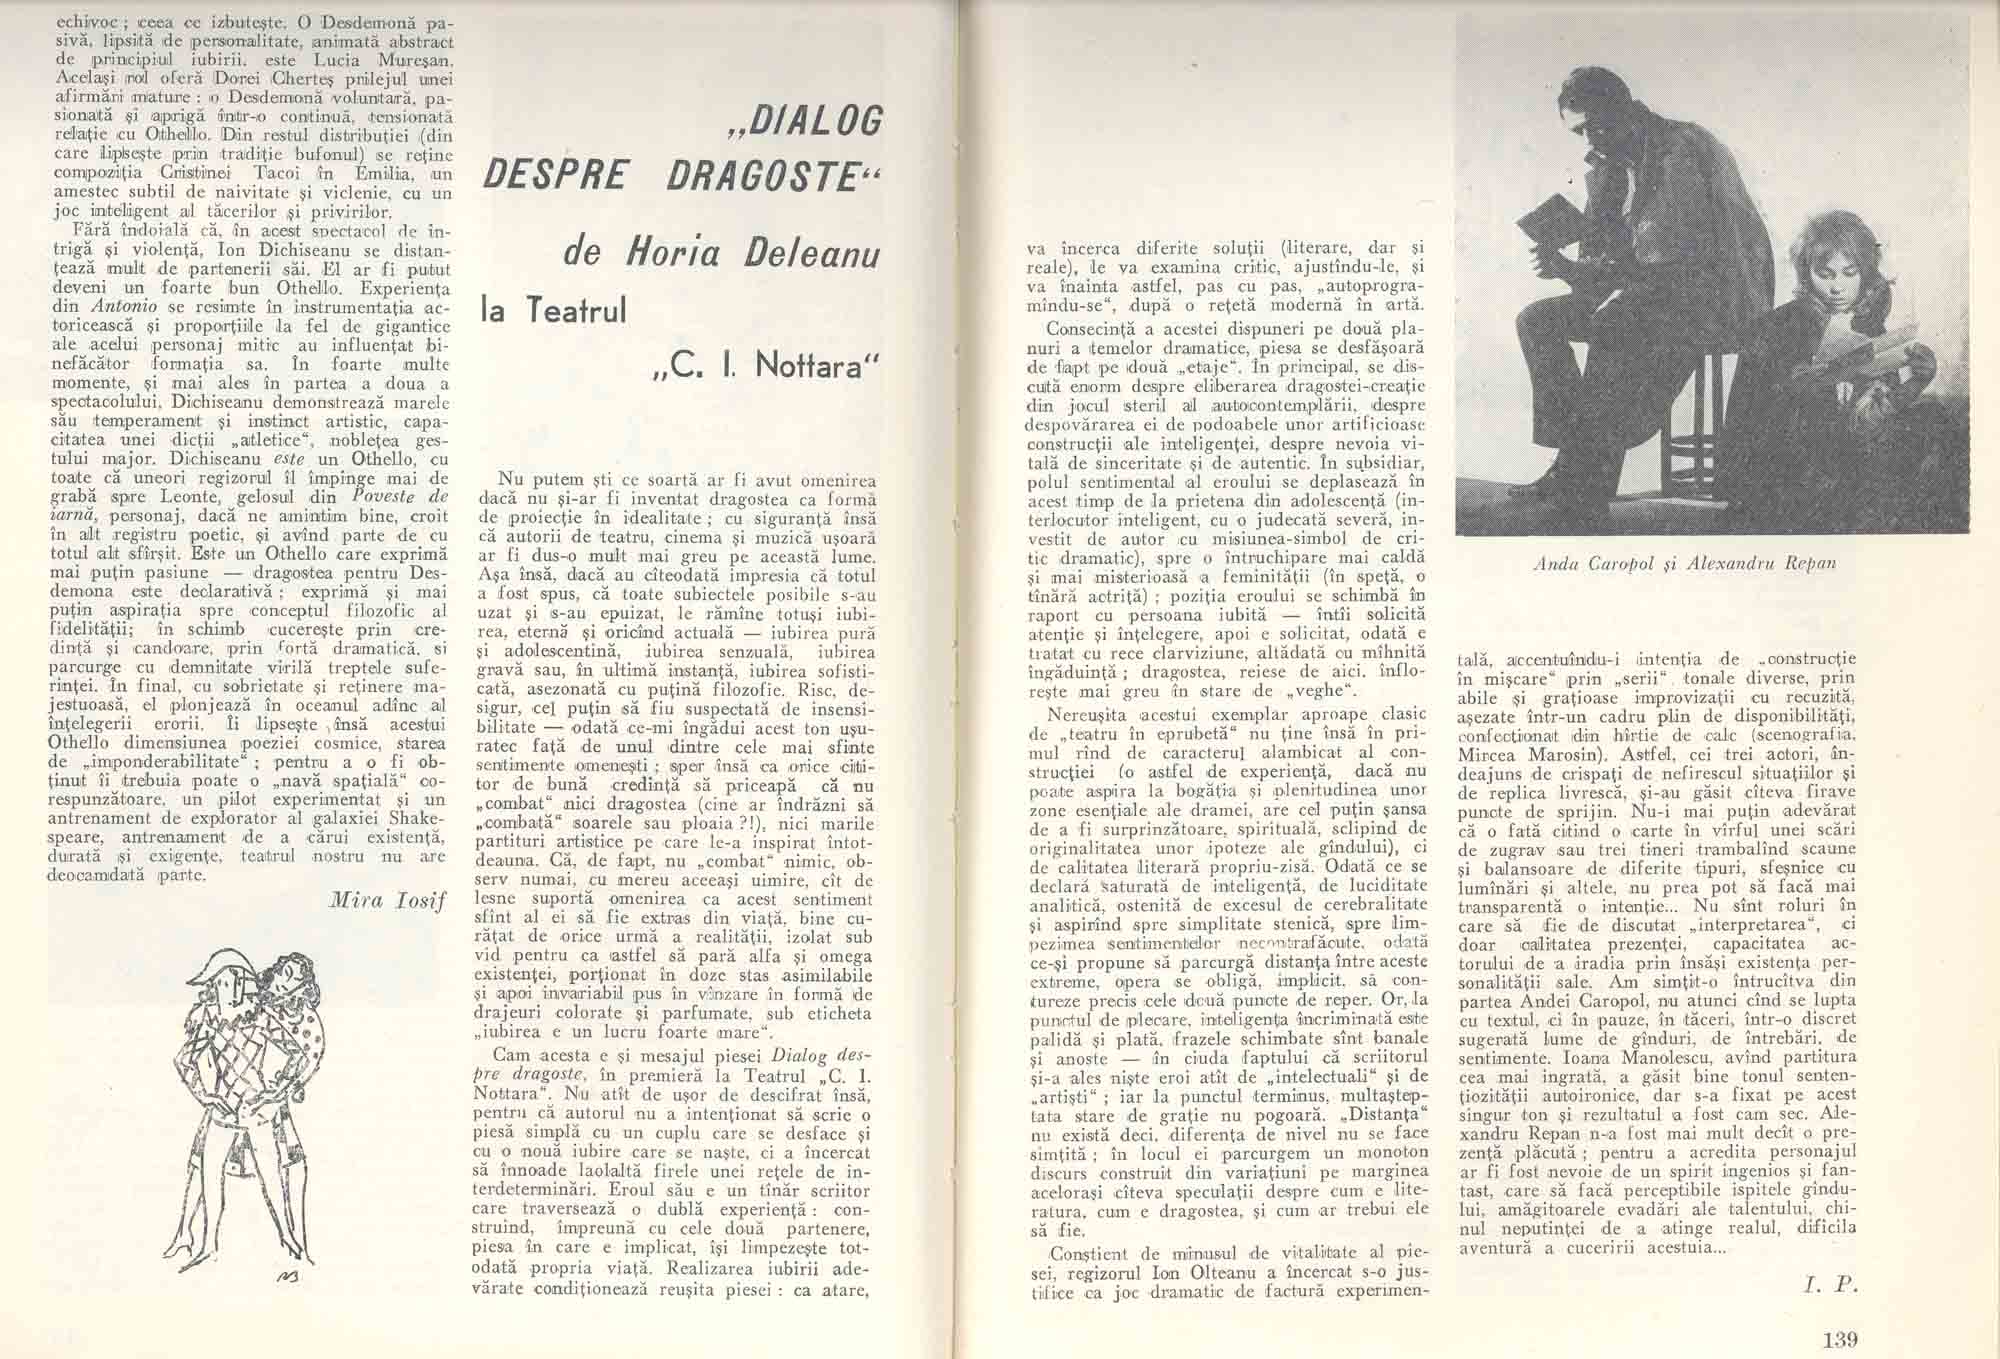 echivoc ; ceea ce izbutește. O Desdemonă pa-
sivă, lipsită de personalitate, animată abstract
de principiul iubirii, este Lucia Mureșan.
Același rol oferă Dorei Cherteș prilejul unei
afirmări mature : o Desdemonă voluntară, pa-
sionată și aprigă într-o continuă, tensionată
relație cu Othello. Din restul distribuției (din
care lipsește prin tradiție bufonul) se reține
compoziția Cristinei Tacoi în Emilia, un
amestec subtil de naivitate și viclenie, cu un
joc inteligent al tăcerilor și privirilor.
Fără îndoială că, în acest spectacol de in-
trigă și violență, Ion Dichiseanu se distan-
țează mult de partenerii săi. El ar fi putut
deveni un foarte bun Othello. Experiența
din Antonio se resimte în instrumentația ac-
toricească și proporțiile la fel de gigantice
ale acelui personaj mitic au influențat bi-
nefăcător formația sa. În foarte multe
momente, și mai ales în partea a doua a
spectacolului, Dichiseanu demonstrează marele
său temperament și instinct artistic, capa-
citatea unei dicții „atletice“, noblețea ges-
tului major. Dichiseanu este un Othello, cu
toate că uneori regizorul îl împinge mai de
grabă spre Leonte, gelosul din Poveste de
iarnă, personaj, dacă ne amintim bine, croit
în alt registru poetic, și avînd parte de cu
totul alt sfîrșit. Este un Othello care exprimă
mai puțin pasiune — dragostea pentru Des-
demona este declarativă ; exprimă și mai
puțin aspirația spre conceptul filozofic al
fidelității; în schimb cucerește prin cre-
dință și candoare, prin forță dramatică, si
parcurge cu demnitate virilă treptele sufe-
rinței. În final, cu sobrietate și reținere ma-
jestuoasă, el plonjează în oceanul adînc al
înțelegerii erorii. Îi lipsește însă acestui
Othello dimensiunea poeziei cosmice, starea
de „imponderabilitate“ ; pentru a o fi ob-
ținut îi trebuia poate o „navă spațială“ co-
respunzătoare, un pilot experimentat și un
antrenament de explorator al galaxiei Shake-
speare, antrenament de a cărui existență,
durată și exigențe, teatrul nostru nu are
deocamdată parte.
Mira Iosif
„DIALOG
DESPRE DRAGOSTE“
de Horia Deleanu
la Teatrul
„C. I. Nottara“
Nu putem ști ce soartă ar fi avut omenirea
dacă nu și-ar fi inventat dragostea ca formă
de proiecție în idealitate ; cu siguranță însă
că autorii de teatru, cinema și muzică ușoară
ar fi dus-o mult mai greu pe această lume.
Așa însă, dacă au cîteodată impresia că totul
a fost spus, că toate subiectele posibile s-au
uzat și s-au epuizat, le rămîne totuși iubi-
rea, eternă și oricînd actuală — iubirea pură
și adolescentină, iubirea senzuală, iubirea
gravă sau, în ultimă instanță, iubirea sofisti-
cată, asezonată cu puțină filozofie. Risc, de-
sigur, cel puțin să fiu suspectată de insensi-
bilitate — odată ce-mi îngădui acest ton ușu-
ratec față de unul dintre cele mai sfinte
sentimente omenești ; sper însă ca orice citi-
tor de bună credință să priceapă că nu
„combat“ nici dragostea (cine ar îndrăzni să
„combată“ soarele sau ploaia ?!), nici marile
partituri artistice pe care le-a inspirat întot-
deauna. Că, de fapt, nu „combat“ nimic, ob-
serv numai, cu mereu aceeași uimire, cît de
lesne suportă omenirea ca acest sentiment
sfînt al ei să fie extras din viață, bine cu-
rățat de orice urmă a realității, izolat sub
vid pentru ca astfel să pară alfa și omega
existenței, porționat în doze stas asimilabile
și apoi invariabil pus în vînzare în formă de
drajeuri colorate și parfumate, sub eticheta
„iubirea e un lucru foarte mare“.
Cam acesta e și mesajul piesei Dialog des-
pre dragoste, în premieră la Teatrul „C. I.
Nottara“. Nu atît de ușor de descifrat însă,
pentru că autorul nu a intenționat să scrie o
piesă simplă cu un cuplu care se desface și
cu o nouă iubire care se naște, ci a încercat
să înnoade laolaltă firele unei rețele de in-
terdeterminări. Eroul său e un tînăr scriitor
care traversează o dublă experiență : con-
struind, împreună cu cele două partenere,
piesa în care e implicat, își limpezește tot-
odată propria viață. Realizarea iubirii ade-
vărate condiționează reușita piesei : ca atare,
va încerca diferite soluții (literare, dar și
reale), le va examina critic, ajustîndu-le, și
va înainta astfel, pas cu pas, „autoprogra-
mîndu-se“, după o rețetă modernă în artă.
Consecință a acestei dispuneri pe două pla-
nuri a temelor dramatice, piesa se desfășoară
de fapt pe două „etaje“. În principal, se dis-
cută enorm despre eliberarea dragostei-creație
din jocul steril al autocontemplării, despre
despovărarea ei de podoabele unor artificioase
construcții ale inteligenței, despre nevoia vi-
tală de sinceritate și de autentic. În subsidiar,
polul sentimental al eroului se deplasează în
acest timp de la prietena din adolescență (in-
terlocutor inteligent, cu o judecată severă, in-
vestit de autor cu misiunea-simbol de cri-
tic dramatic), spre o întruchipare mai caldă
și mai misterioasă a feminității (în speță, o
tînără actriță) ; poziția eroului se schimbă în
raport cu persoana iubită — întîi solicită
atenție și înțelegere, apoi e solicitat, odată e
tratat cu rece clarviziune, altădată cu mîhnită
îngăduință ; dragostea, reiese de aici, înflo-
rește mai greu în stare de „veghe“.
Nereușita acestui exemplar aproape clasic
de „teatru în eprubetă“ nu ține însă în pri-
mul rînd de caracterul alambicat al con-
strucției (o astfel de experiență, dacă nu
poate aspira la bogăția și plenitudinea unor
zone esențiale ale dramei, are cel puțin șansa
de a fi surprinzătoare, spirituală, sclipind de
originalitatea unor ipoteze ale gîndului), ci
de calitatea literară propriu-zisă. Odată ce se
declară saturată de inteligență, de luciditate
analitică, ostenită de excesul de cerebralitate
și aspirînd spre simplitate stenică, spre lim-
pezimea sentimentelor necontrafăcute, odată
ce-și propune să parcurgă distanța între aceste
extreme, opera se obligă, implicit, să con-
tureze precis cele două puncte de reper. Or, la
punctul de plecare, inteligența incriminată este
palidă și plată, frazele schimbate sînt banale
și anoste — în ciuda faptului că scriitorul
și-a ales niște eroi atît de „intelectuali“ și de
„artiști“ ; iar la punctul terminus, multaștep-
tata stare de grație nu pogoară. „Distanța“
nu există deci, diferența de nivel nu se face
simțită ; în locul ei parcurgem un monoton
discurs construit din variațiuni pe marginea
acelorași cîteva speculații despre cum e lite-
ratura, cum e dragostea, și cum ar trebui ele
să fie.
Conștient de minusul de vitalitate al pie-
sei, regizorul Ion Olteanu a încercat s-o jus-
tifice ca joc dramatic de factură experimen-
Anda Caropol și Alexandru Repan
tală, accentuîndu-i intenția de „construcție
în mișcare“ prin „serii“ tonale diverse, prin
abile și grațioase improvizații cu recuzită,
așezate într-un cadru plin de disponibilități,
confecționat din hîrtie de calc (scenografia,
Mircea Marosin). Astfel, cei trei actori, în-
deajuns de crispați de nefirescul situațiilor și
de replica livrescă, și-au găsit cîteva firave
puncte de sprijin. Nu-i mai puțin adevărat
că o fată citind o carte în vîrful unei scări
de zugrav sau trei tineri trambalînd scaune
și balansoare de diferite tipuri, sfeșnice cu
lumînări și altele, nu prea pot să facă mai
transparentă o intenție... Nu sînt roluri în
care să fie de discutat „interpretarea“, ci
doar calitatea prezenței, capacitatea ac-
torului de a iradia prin însăși existența per-
sonalității sale. Am simțit-o întrucîtva din
partea Andei Caropol, nu atunci cînd se lupta
cu textul, ci în pauze, în tăceri, într-o discret
sugerată lume de gînduri, de întrebări, de
sentimente. Ioana Manolescu, avînd partitura
cea mai ingrată, a găsit bine tonul senten-
țiozității autoironice, dar s-a fixat pe acest
singur ton și rezultatul a fost cam sec. Ale-
xandru Repan n-a fost mai mult decît o pre-
zență plăcută ; pentru a acredita personajul
ar fi fost nevoie de un spirit ingenios și fan-
tast, care să facă perceptibile ispitele gîndu-
lui, amăgitoarele evadări ale talentului, chi-
nul neputinței de a atinge realul, dificila
aventură a cuceririi acestuia...
I. P.
139